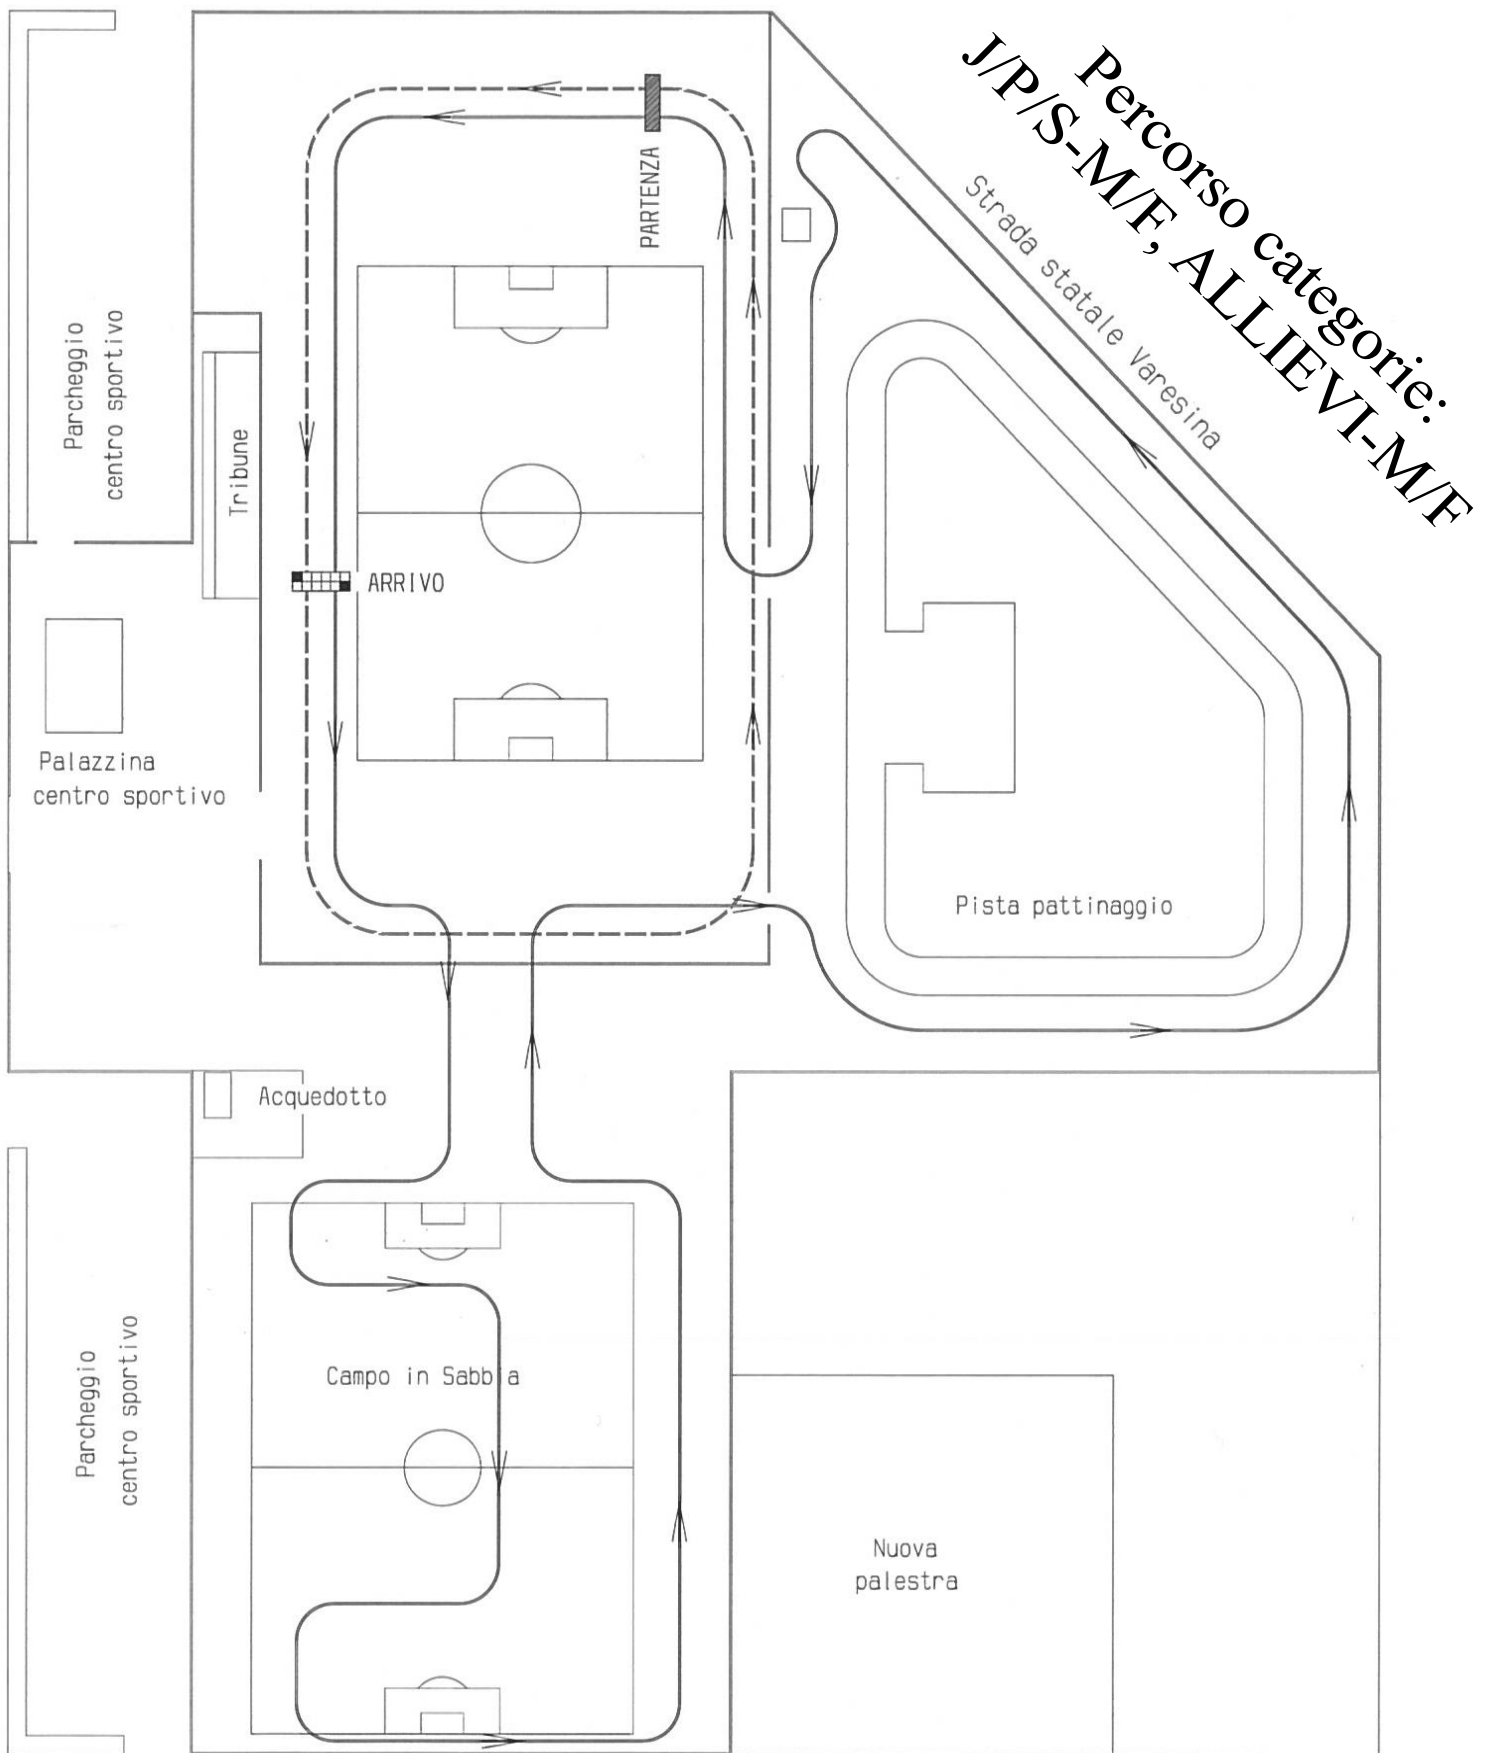 Percorso categorie:
J/P/S-M/F, ALLIEVI-M/F
Strada statale Varesina
PARTENZA
Parcheggio
centro sportivo
Tribune
ARRIVO
Palazzina
centro sportivo
Pista pattinaggio
Acquedotto
Campo in Sabbia
Parcheggio
centro sportivo
Nuova
palestra